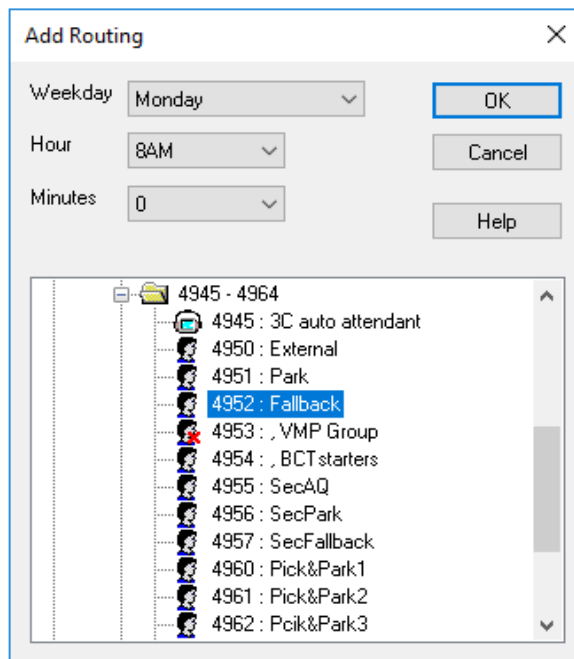 Add Routing
Weekday Monday OK
Hour 8AM Cancel
Minutes 0 Help
4945 - 4964
4945 : 3C auto attendant
4950 : External
4951 : Park
4952 : Fallback
4953 : , VMP Group
4954 : , BCTstarters
4955 : SecAQ
4956 : SecPark
4957 : SecFallback
4960 : Pick&Park1
4961 : Pick&Park2
4962 : Pcik&Park3